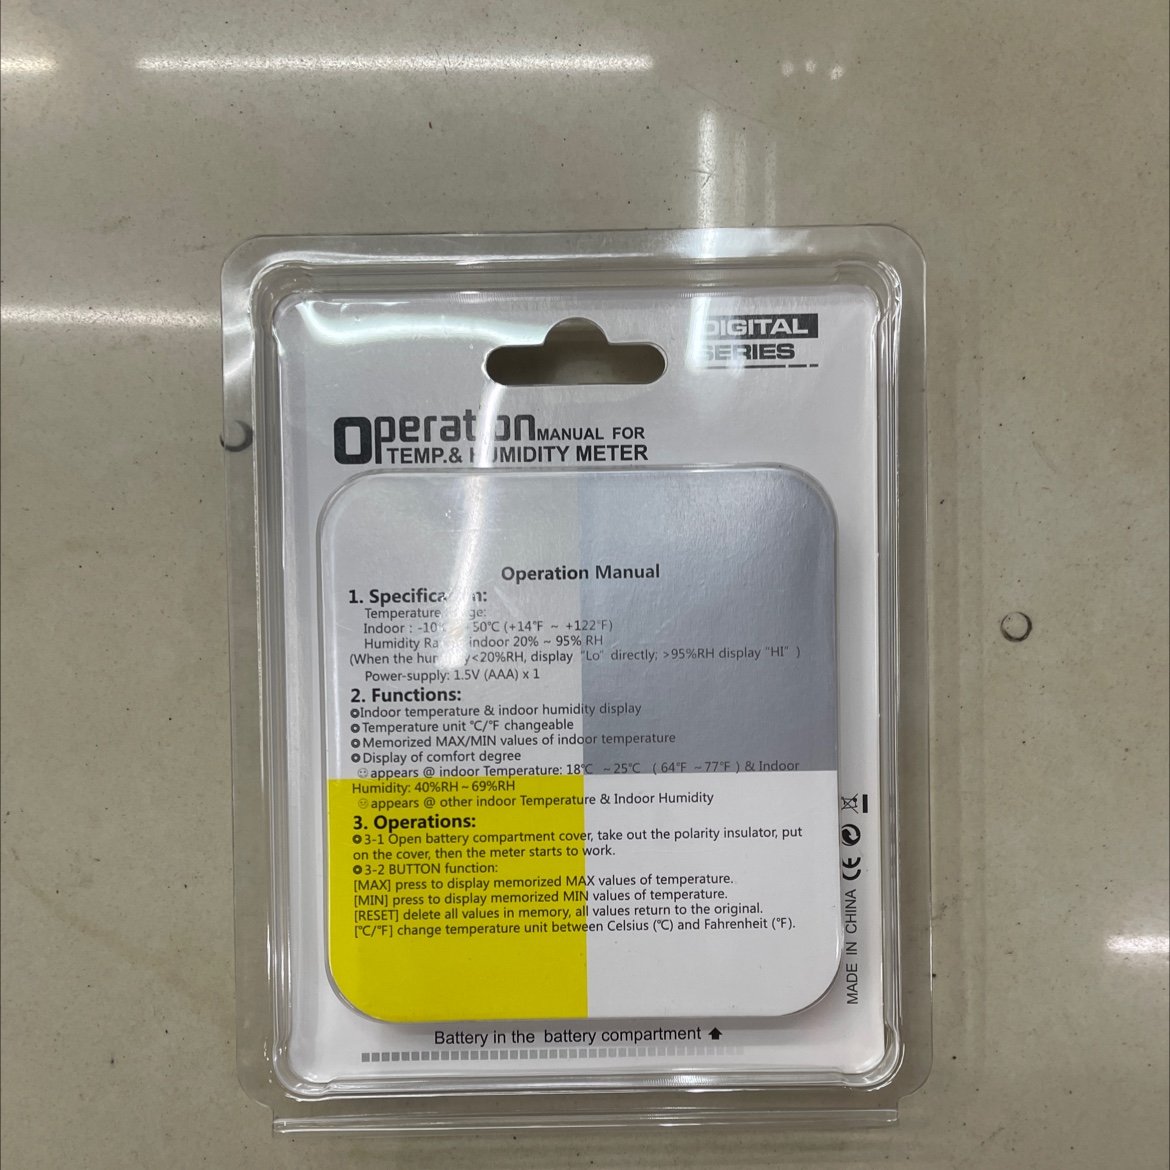 DIGITAL
SERIES
Operation MANUAL FOR
TEMP.& HUMIDITY METER
Operation Manual
1. Specification:
Temperature
Indoor : -10 50℃ (+14°F ~ +122°F)
Humidity indoor 20% ~ 95% RH
(When the humidity<20%RH, display "Lo" directly; >95%RH display "HI" )
Power-supply: 1.5V (AAA) x 1
2. Functions:
Indoor temperature & indoor humidity display
Temperature unit ℃/°F changeable
Memorized MAX/MIN values of indoor temperature
Display of comfort degree
☺appears @ indoor Temperature: 18℃ ~25℃ ( 64°F ~77°F ) & Indoor
Humidity: 40%RH ~ 69%RH
appears @ other indoor Temperature & Indoor Humidity
3. Operations:
3-1 Open battery compartment cover, take out the polarity insulator, put
on the cover, then the meter starts to work.
3-2 BUTTON function:
[MAX] press to display memorized MAX values of temperature.
[MIN] press to display memorized MIN values of temperature.
[RESET] delete all values in memory, all values return to the original.
[℃/°F] change temperature unit between Celsius (℃) and Fahrenheit (°F).
Battery in the battery compartment
MADE IN CHINA CE